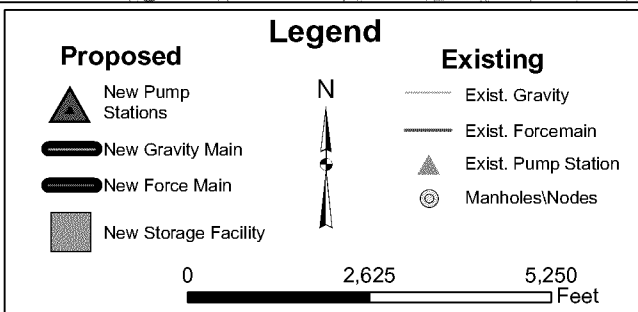 Legend
Proposed
New Pump
Stations
New Gravity Main
New Force Main
New Storage Facility
N
Existing
Exist. Gravity
Exist. Forcemain
Exist. Pump Station
Manholes\Nodes
0 2,625 5,250
Feet